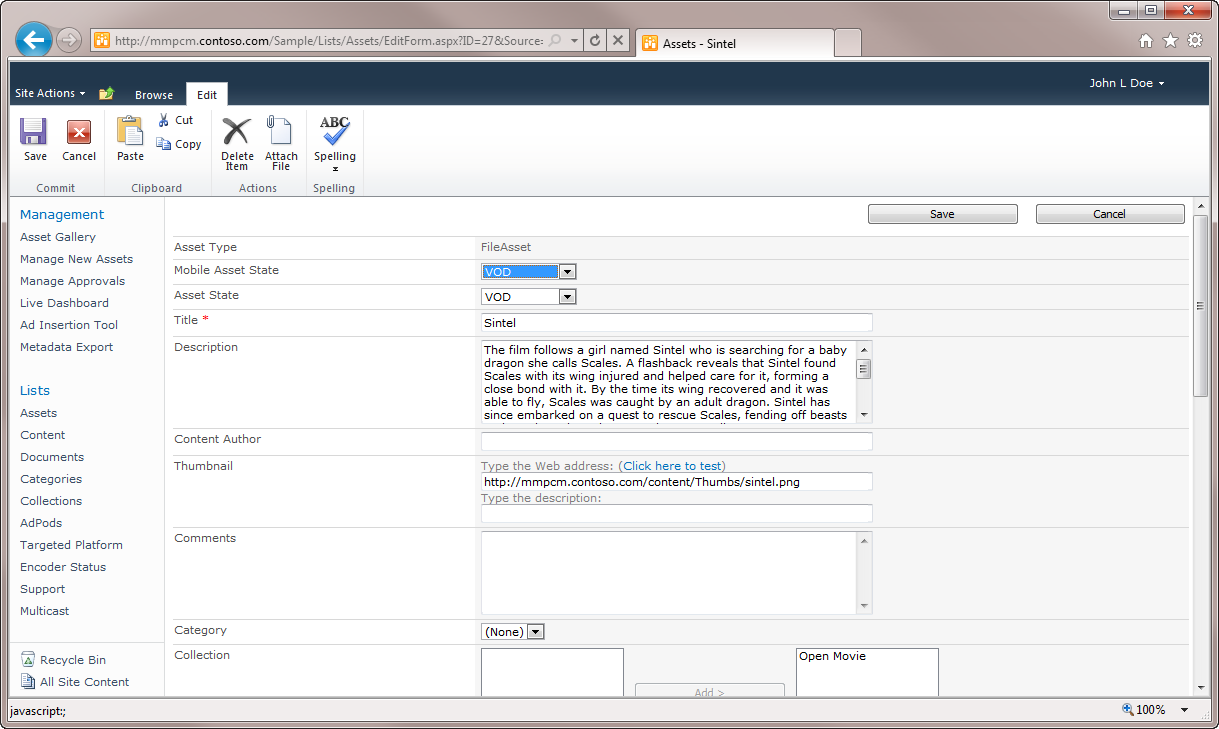 http://mmpcm.contoso.com/Sample/Lists/Assets/EditForm.aspx?ID=27&Source=
Assets - Sintel
Site Actions
Browse
Edit
John L Doe
Save
Cancel
Paste
Cut
Copy
Delete Item
Attach File
ABC
Spelling
Commit
Clipboard
Actions
Spelling
Management
Asset Gallery
Manage New Assets
Manage Approvals
Live Dashboard
Ad Insertion Tool
Metadata Export
Lists
Assets
Content
Documents
Categories
Collections
AdPods
Targeted Platform
Encoder Status
Support
Multicast
Recycle Bin
All Site Content
Save
Cancel
Asset Type
FileAsset
Mobile Asset State
VOD
Asset State
VOD
Title *
Sintel
Description
The film follows a girl named Sintel who is searching for a baby
dragon she calls Scales. A flashback reveals that Sintel found
Scales with its wing injured and helped care for it, forming a
close bond with it. By the time its wing recovered and it was
able to fly, Scales was caught by an adult dragon. Sintel has
since embarked on a quest to rescue Scales, fending off beasts
Content Author
Thumbnail
Type the Web address: (Click here to test)
http://mmpcm.contoso.com/content/Thumbs/sintel.png
Type the description:
Comments
Category
(None)
Collection
Add >
Open Movie
javascript:;
100%